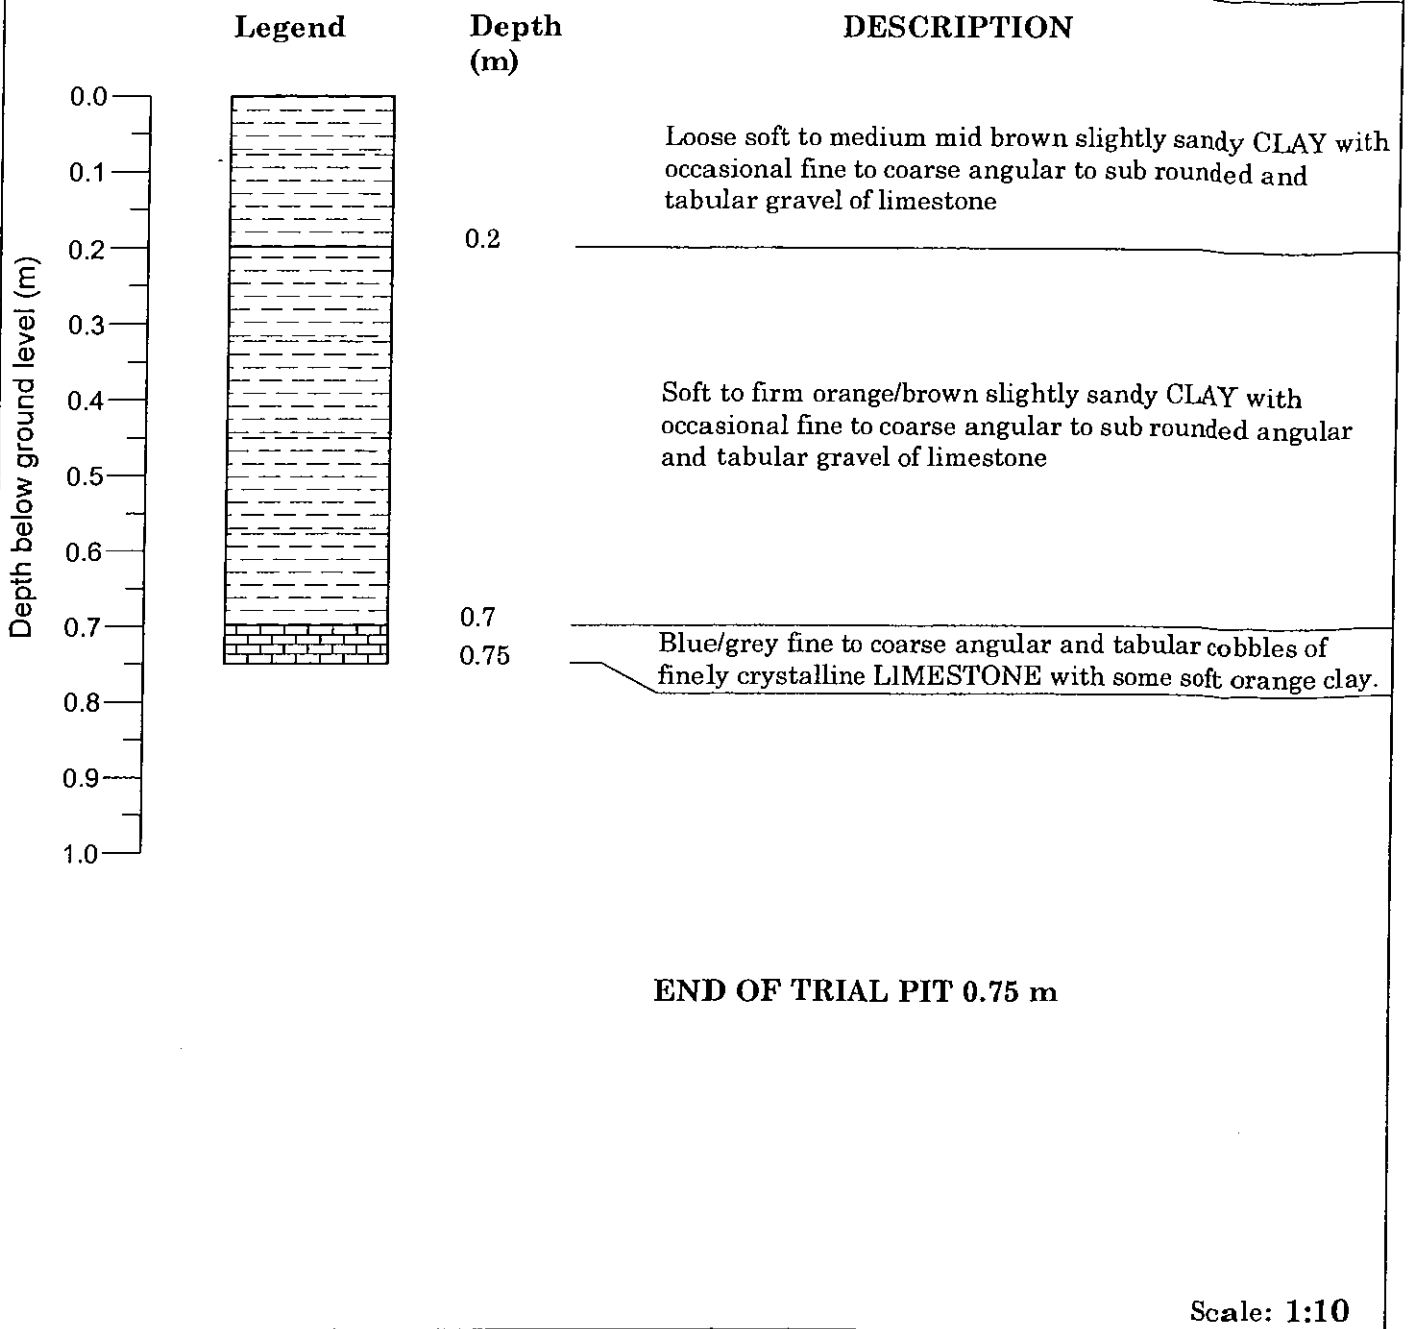 Legend Depth DESCRIPTION
(m)
0.0
Loose soft to medium mid brown slightly sandy CLAY with
0.1
occasional fine to coarse angular to sub rounded and
tabular gravel of limestone
0.2
0.2
0.3
Soft to firm orange/brown slightly sandy CLAY with
0.4
occasional fine to coarse angular to sub rounded angular
and tabular gravel of limestone
0.5
0.6
Depth below ground level (m)
0.7
0.7
Blue/grey fine to coarse angular and tabular cobbles of
0.75
finely crystalline LIMESTONE with some soft orange clay.
0.8
0.9
1.0
END OF TRIAL PIT 0.75 m
Scale: 1:10